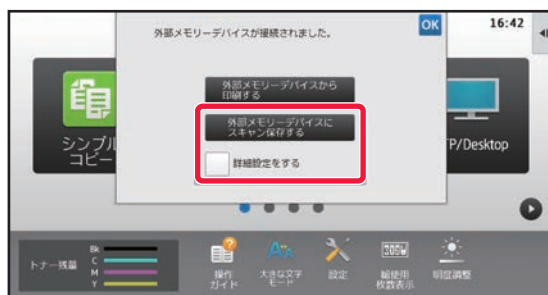 外部メモリーデバイスが接続されました。
OK
16:42
外部メモリーデバイスから
印刷する
外部メモリーデバイスに
スキャン保存する
詳細設定をする
シンプル
コピー
P/Desktop
トナー残量
Bk
C
M
Y
操作
ガイド
大きな文字
モード
設定
総使用
枚数表示
明度調整